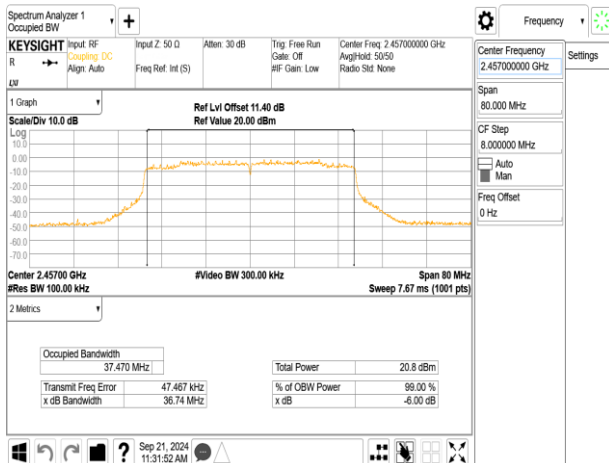 Spectrum Analyzer 1
Occupied BW
Frequency
KEYSIGHT
R
Input: RF
Coupling: DC
Align: Auto
Input Z: 50 Ω
Freq Ref: Int (S)
Atten: 30 dB
Trig: Free Run
Gate: Off
#IF Gain: Low
Center Freq: 2.457000000 GHz
Avg|Hold: 50/50
Radio Std: None
Center Frequency
2.457000000 GHz
Settings
Span
80.000 MHz
CF Step
8.000000 MHz
Auto
Man
Freq Offset
0 Hz
1 Graph
Scale/Div 10.0 dB
Ref Lvl Offset 11.40 dB
Ref Value 20.00 dBm
Log
10.0
0.00
-10.0
-20.0
-30.0
-40.0
-50.0
-60.0
-70.0
Center 2.45700 GHz
#Video BW 300.00 kHz
Span 80 MHz
#Res BW 100.00 kHz
Sweep 7.67 ms (1001 pts)
2 Metrics
Occupied Bandwidth
37.470 MHz
Total Power 20.8 dBm
Transmit Freq Error 47.467 kHz
% of OBW Power 99.00 %
x dB Bandwidth 36.74 MHz
x dB -6.00 dB
?
Sep 21, 2024
11:31:52 AM